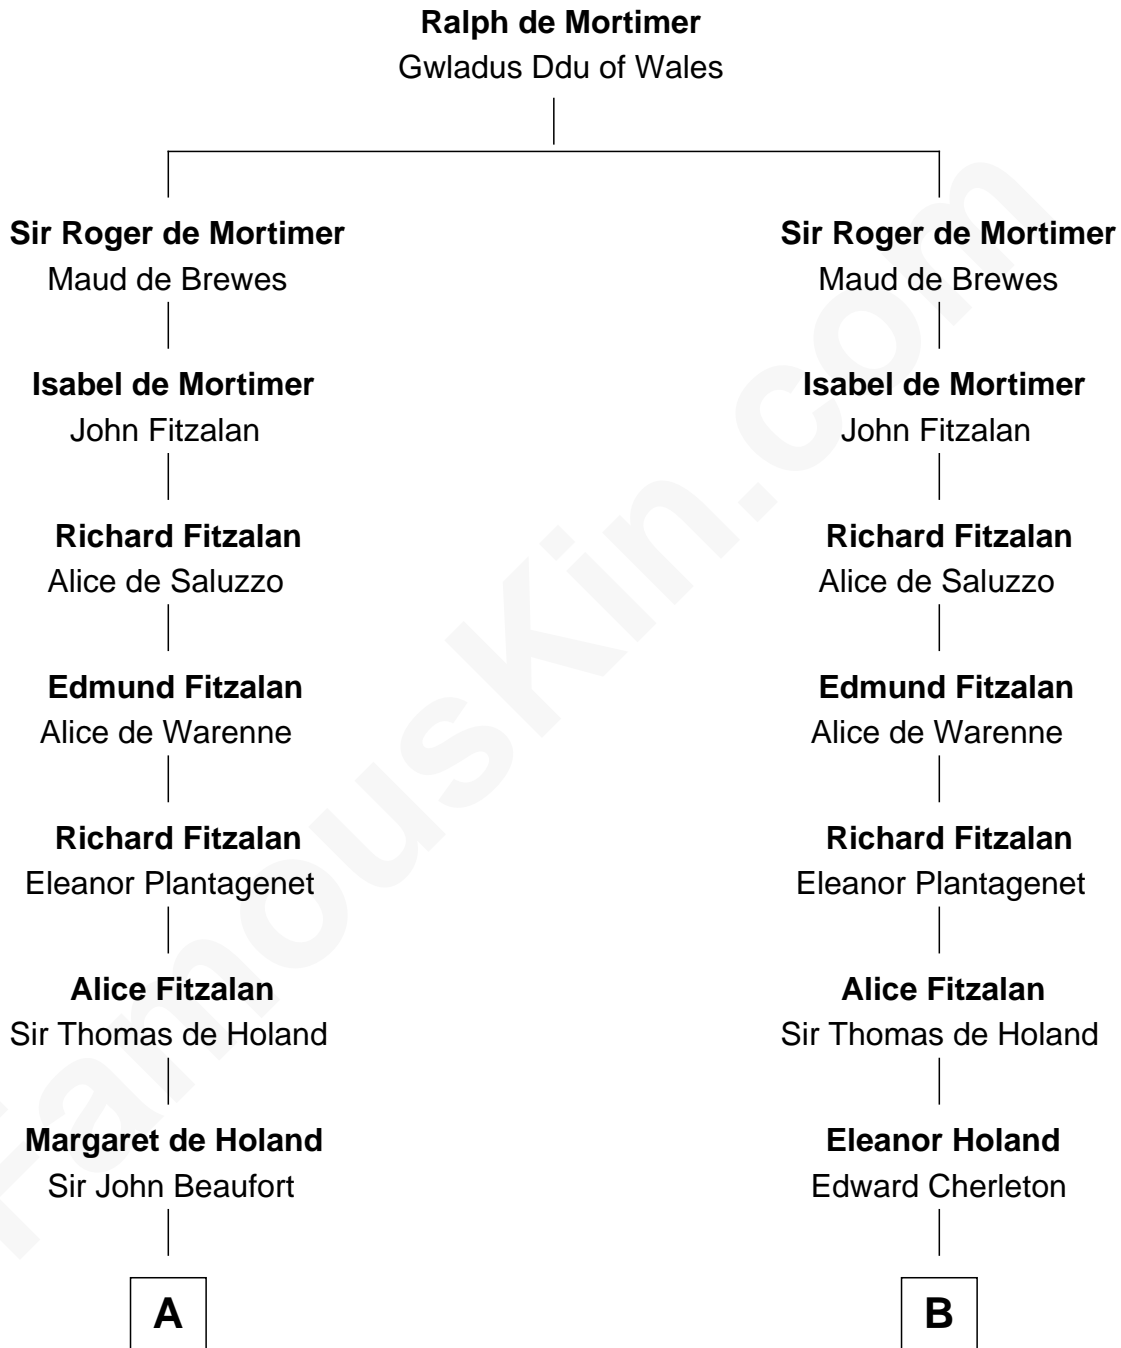 Ralph de Mortimer
Gwladus Ddu of Wales
Sir Roger de Mortimer
Maud de Brewes
Isabel de Mortimer
John Fitzalan
Richard Fitzalan
Alice de Saluzzo
Edmund Fitzalan
Alice de Warenne
Richard Fitzalan
Eleanor Plantagenet
Alice Fitzalan
Sir Thomas de Holand
Margaret de Holand
Sir John Beaufort
A
Sir Roger de Mortimer
Maud de Brewes
Isabel de Mortimer
John Fitzalan
Richard Fitzalan
Alice de Saluzzo
Edmund Fitzalan
Alice de Warenne
Richard Fitzalan
Eleanor Plantagenet
Alice Fitzalan
Sir Thomas de Holand
Eleanor Holand
Edward Cherleton
B
FamousKin.com